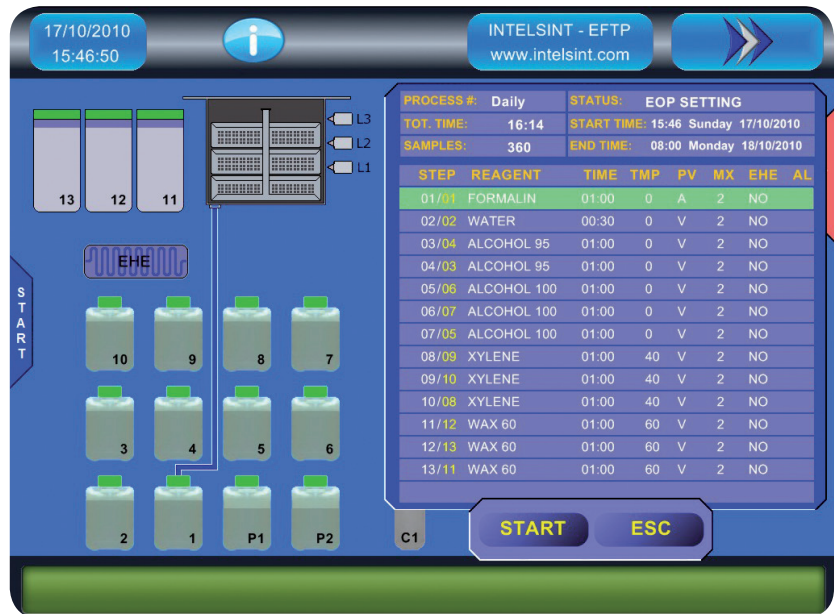 17/10/2010
15:46:50
i
INTELSINT - EFTP
www.intelsint.com
PROCESS #: Daily STATUS: EOP SETTING
TOT. TIME: 16:14 START TIME: 15:46 Sunday 17/10/2010
SAMPLES: 360 END TIME: 08:00 Monday 18/10/2010
STEP REAGENT TIME TMP PV MX EHE AL
01/01 FORMALIN 01:00 0 A 2 NO
02/02 WATER 00:30 0 V 2 NO
03/04 ALCOHOL 95 01:00 0 V 2 NO
04/03 ALCOHOL 95 01:00 0 V 2 NO
05/06 ALCOHOL 100 01:00 0 V 2 NO
06/07 ALCOHOL 100 01:00 0 V 2 NO
07/05 ALCOHOL 100 01:00 0 V 2 NO
08/09 XYLENE 01:00 40 V 2 NO
09/10 XYLENE 01:00 40 V 2 NO
10/08 XYLENE 01:00 40 V 2 NO
11/12 WAX 60 01:00 60 V 2 NO
12/13 WAX 60 01:00 60 V 2 NO
13/11 WAX 60 01:00 60 V 2 NO
L3
L2
L1
13 12 11
EHE
START
10 9 8 7
3 4 5 6
2 1 P1 P2 C1
START ESC